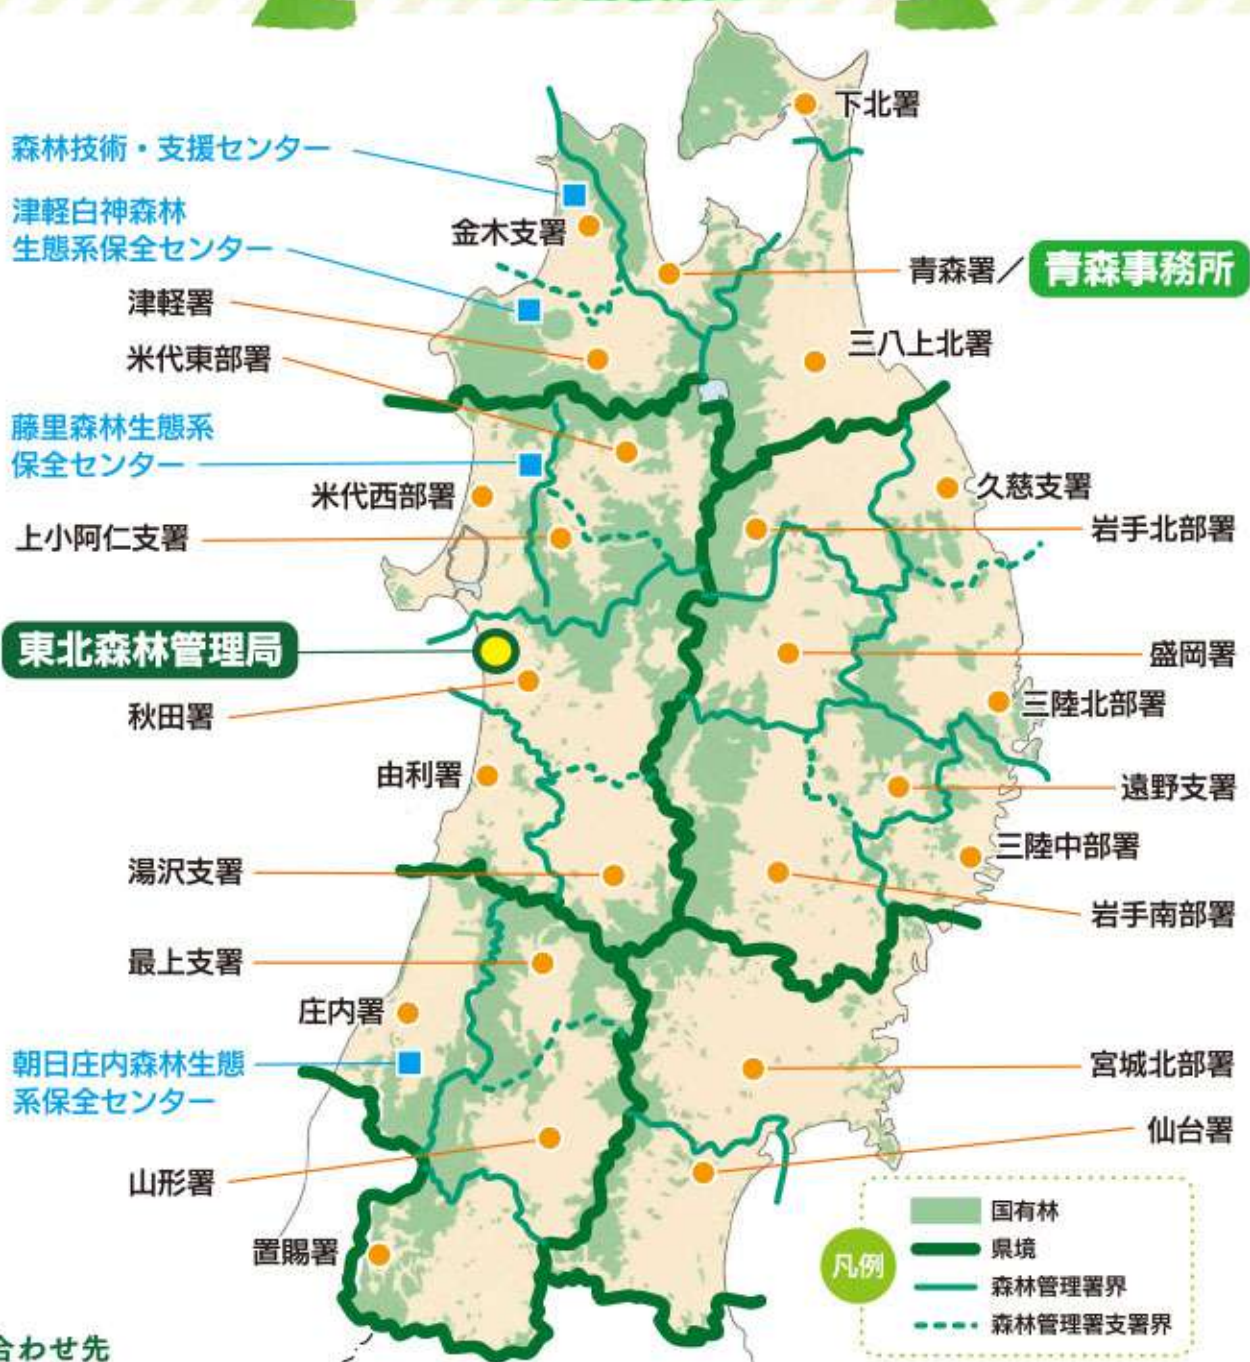 下北署
森林技術・支援センター
津軽白神森林
生態系保全センター
金木支署
青森署／青森事務所
津軽署
三八上北署
米代東部署
藤里森林生態系
保全センター
米代西部署
久慈支署
上小阿仁支署
岩手北部署
東北森林管理局
盛岡署
秋田署
三陸北部署
由利署
遠野支署
湯沢支署
三陸中部署
岩手南部署
最上支署
庄内署
朝日庄内森林生態
系保全センター
宮城北部署
仙台署
山形署
置賜署
凡例
国有林
県境
森林管理署界
森林管理署支署界
合わせ先